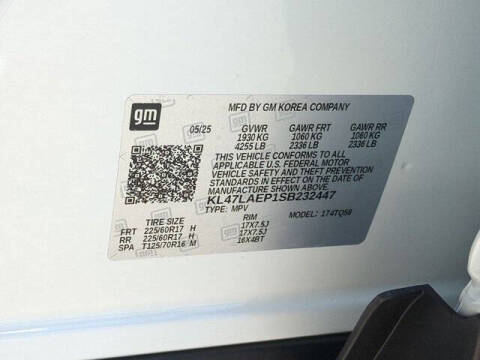 gm
MFD BY GM KOREA COMPANY
05/25 GVWR GAWR FRT GAWR RR
1930 KG 1060 KG 1060 KG
4255 LB 2336 LB 2336 LB
THIS VEHICLE CONFORMS TO ALL
APPLICABLE U.S. FEDERAL MOTOR
VEHICLE SAFETY AND THEFT PREVENTION
STANDARDS IN EFFECT ON THE DATE OF
MANUFACTURE SHOWN ABOVE.
KL47LAEP1SB232447
TYPE: MPV MODEL: 174TQ58
TIRE SIZE RIM
FRT 225/60R17 H 17X7.5J
RR 225/60R17 H 17X7.5J
SPA T125/70R16 M 16X4BT